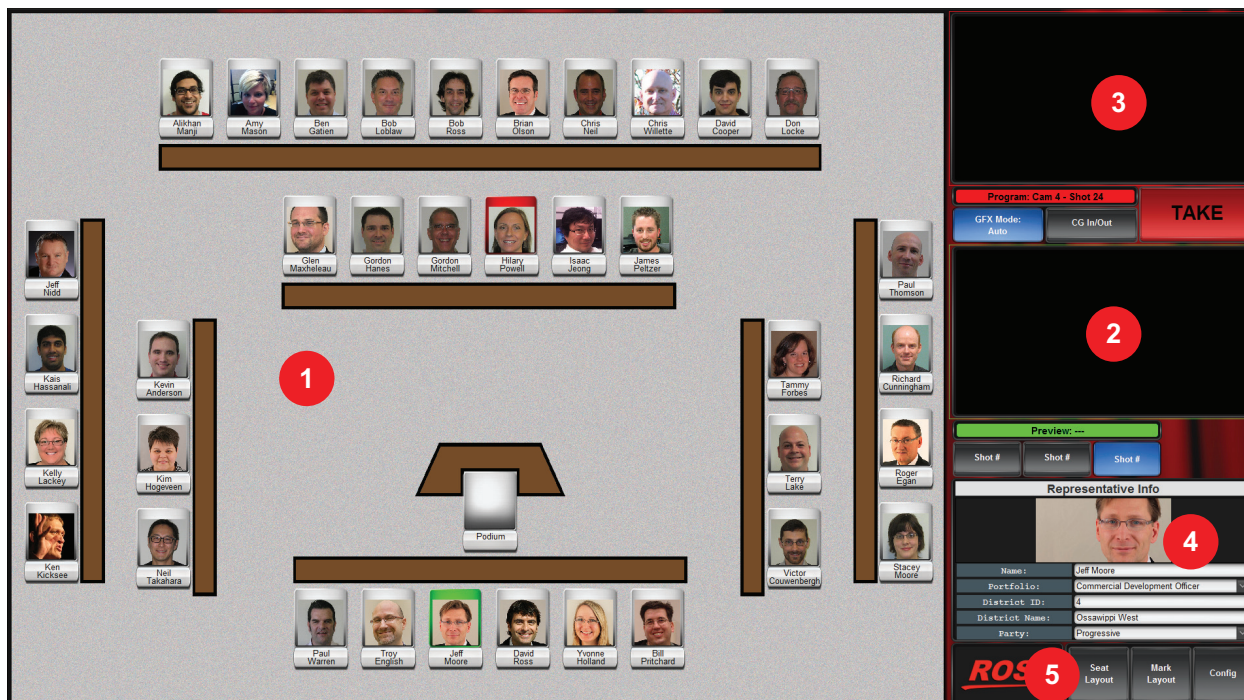 Alikhan
Manji
Amy
Mason
Ben
Gatien
Bob
Loblaw
Bob
Ross
Brian
Olson
Chris
Neil
Chris
Willette
David
Cooper
Don
Locke
Glen
Maxheleau
Gordon
Hanes
Gordon
Mitchell
Hilary
Powell
Isaac
Jeong
James
Peltzer
Jeff
Nidd
Kais
Hassanali
Kelly
Lackey
Ken
Kicksee
Kevin
Anderson
Kim
Hogeveen
Neil
Takahara
1
Podium
Tammy
Forbes
Terry
Lake
Victor
Couwenbergh
Paul
Thomson
Richard
Cunningham
Roger
Egan
Stacey
Moore
Paul
Warren
Troy
English
Jeff
Moore
David
Ross
Yvonne
Holland
Bill
Pritchard
3
Program: Cam 4 - Shot 24
GFX Mode:
Auto
CG In/Out
TAKE
2
Preview: ---
Shot #
Shot #
Shot #
Representative Info
4
Name: Jeff Moore
Portfolio: Commercial Development Officer
District ID: 4
District Name: Ossawippi West
Party: Progressive
5
Seat
Layout
Mark
Layout
Config